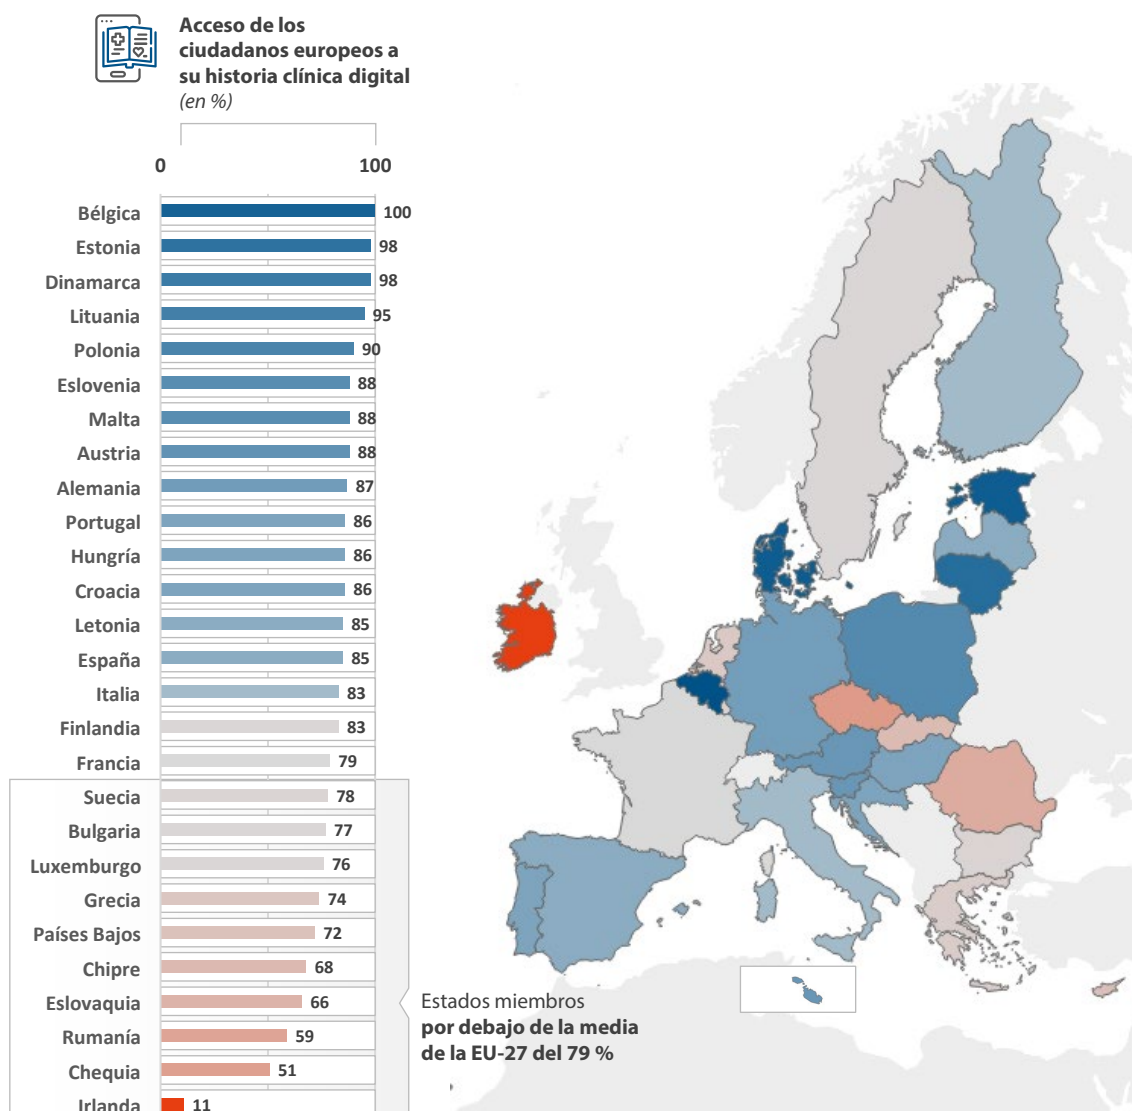 Acceso de los
ciudadanos europeos a
su historia clínica digital
(en %)
0 100
Bélgica 100
Estonia 98
Dinamarca 98
Lituania 95
Polonia 90
Eslovenia 88
Malta 88
Austria 88
Alemania 87
Portugal 86
Hungría 86
Croacia 86
Letonia 85
España 85
Italia 83
Finlandia 83
Francia 79
Suecia 78
Bulgaria 77
Luxemburgo 76
Grecia 74
Países Bajos 72
Chipre 68
Eslovaquia 66
Rumanía 59
Chequia 51
Irlanda 11
Estados miembros
por debajo de la media
de la EU-27 del 79 %